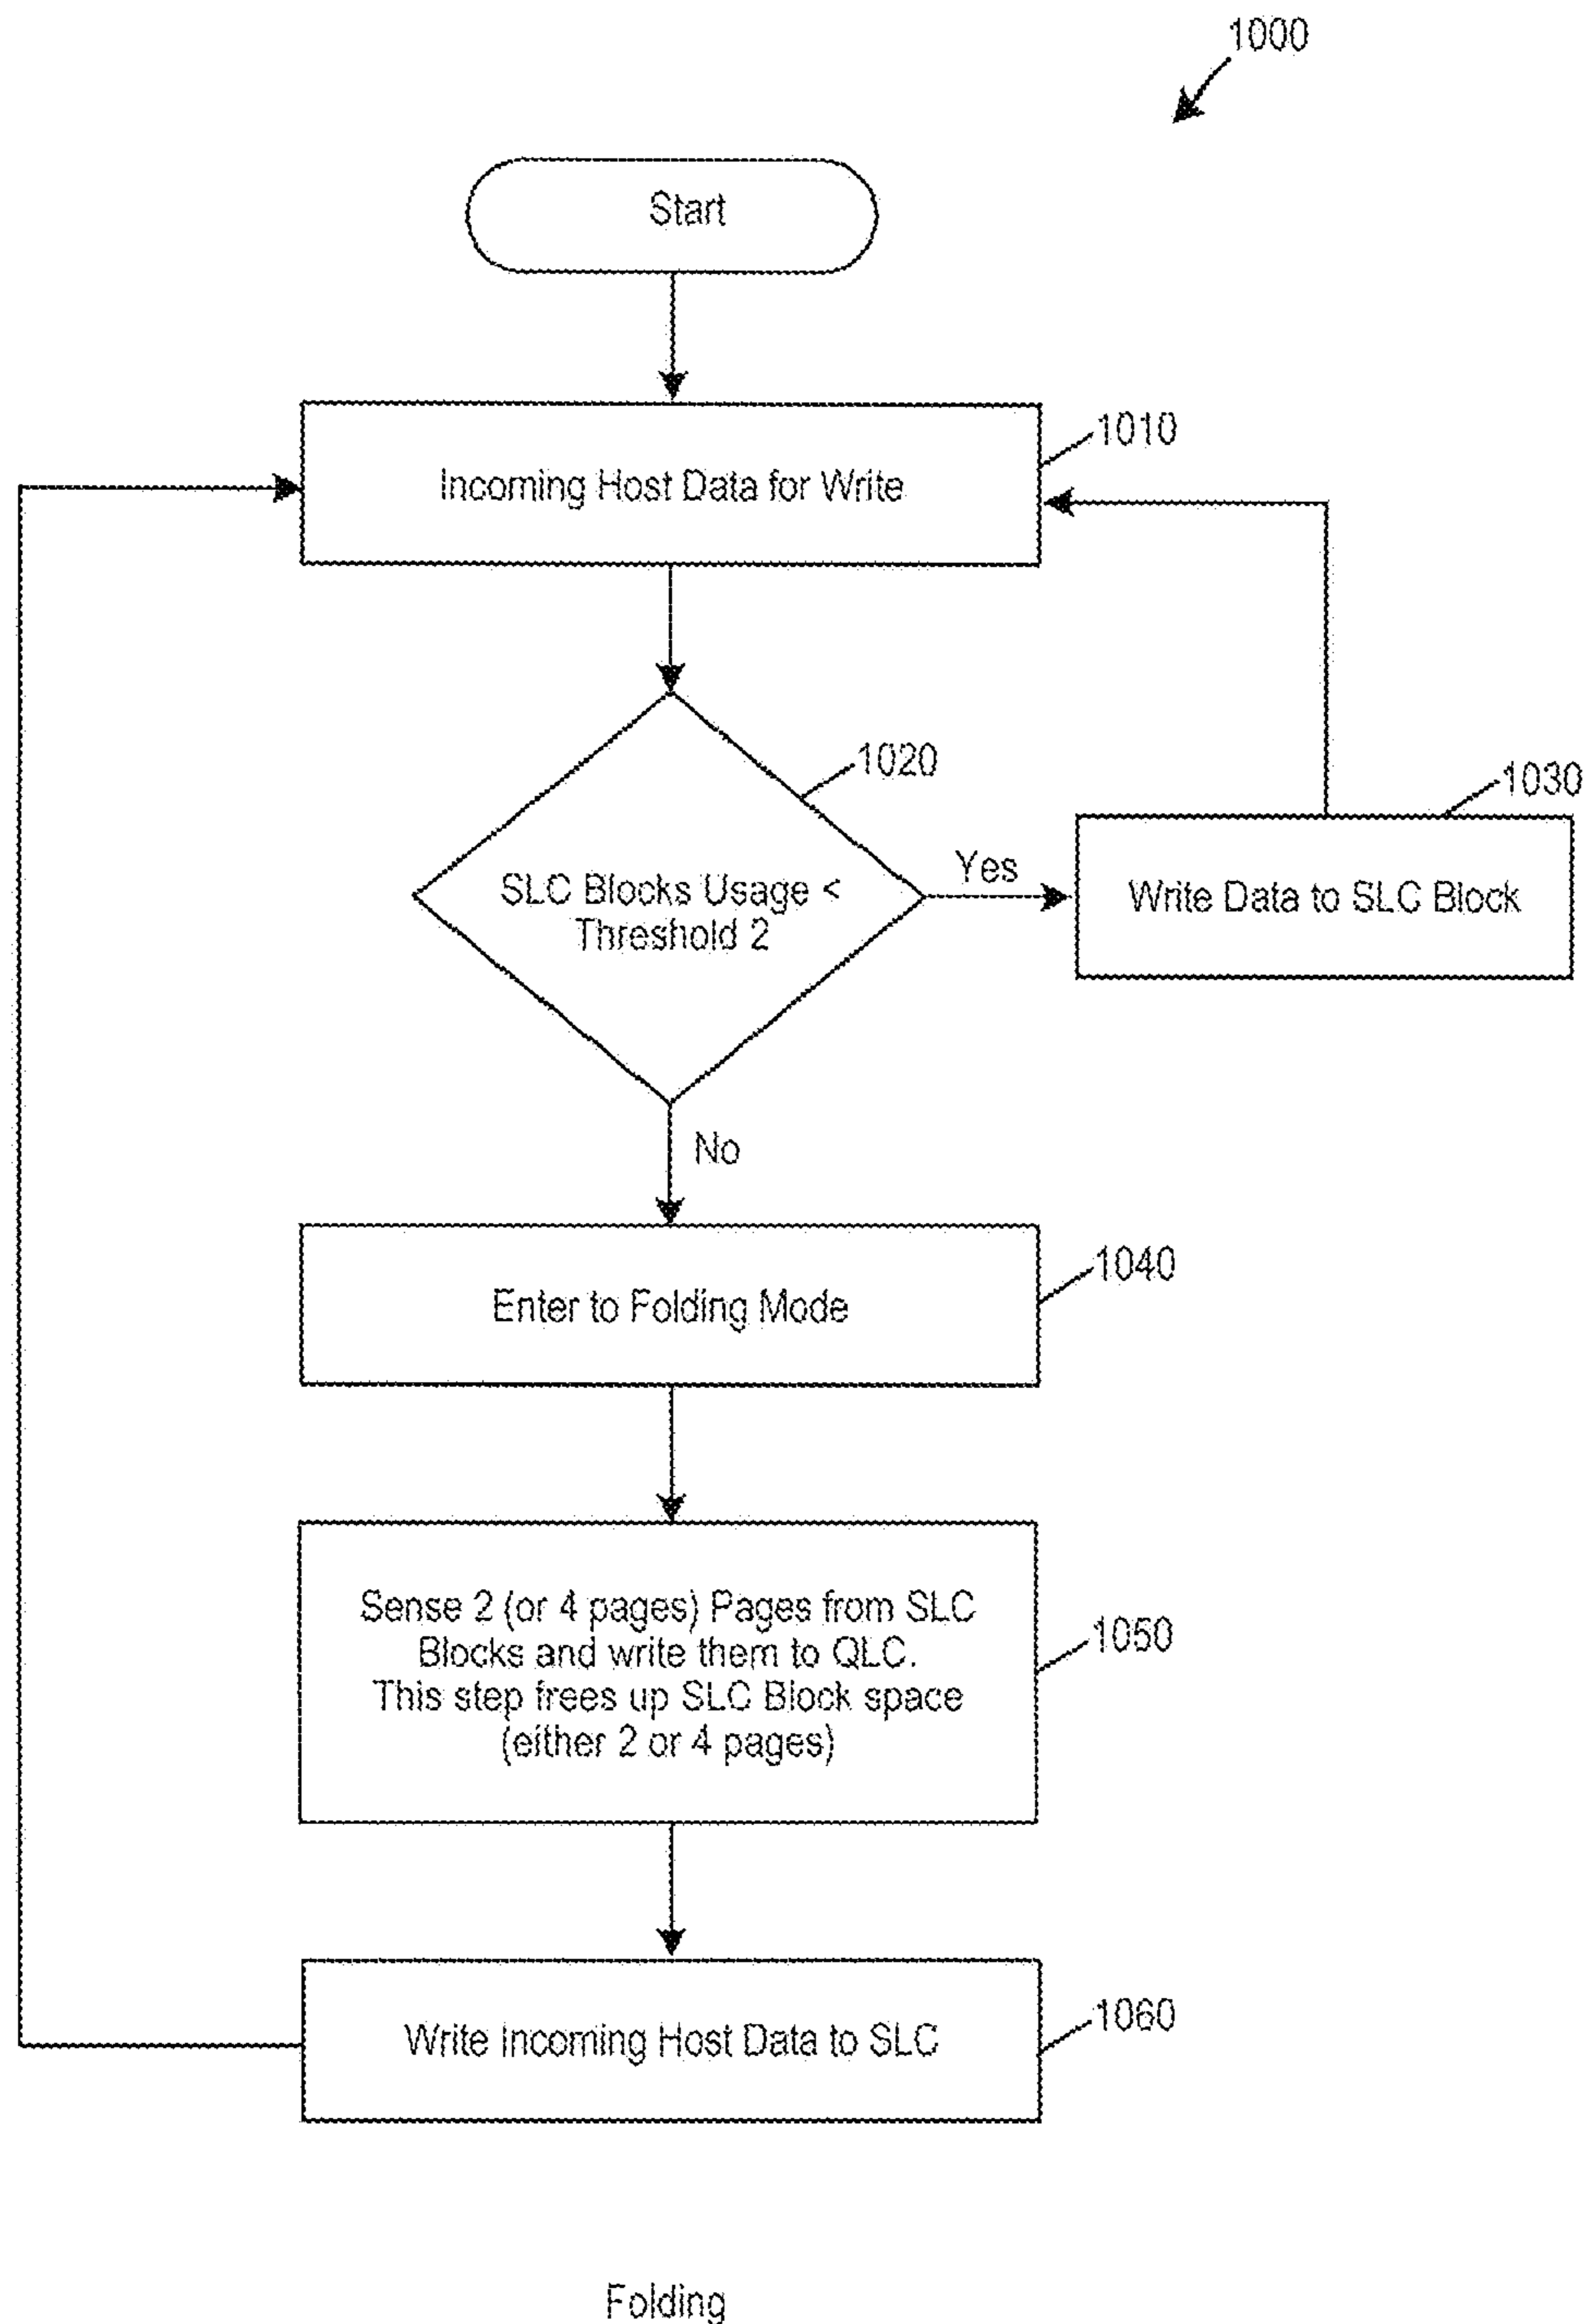 1000
Start
1010
Incoming Host Data for Write
1020
1030
SLC Blocks Usage <
Threshold 2
Yes
Write Data to SLC Block
No
1040
Enter to Folding Mode
Sense 2 (or 4 pages) Pages from SLC
Blocks and write them to QLC.
This step frees up SLC Block space
(either 2 or 4 pages)
1050
1060
Write Incoming Host Data to SLC
Folding